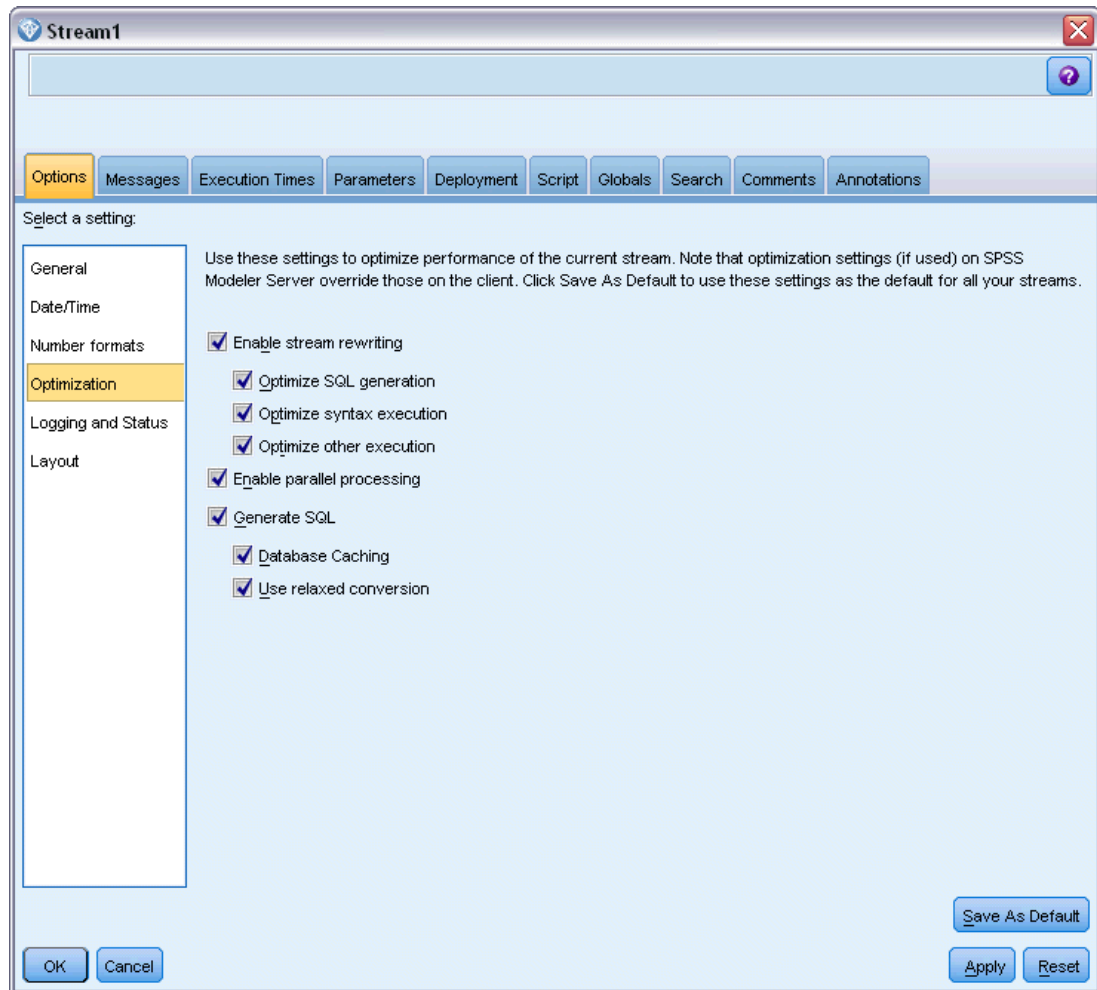 Stream1
?
Options Messages Execution Times Parameters Deployment Script Globals Search Comments Annotations
Select a setting:
General
Date/Time
Number formats
Optimization
Logging and Status
Layout
Use these settings to optimize performance of the current stream. Note that optimization settings (if used) on SPSS
Modeler Server override those on the client. Click Save As Default to use these settings as the default for all your streams.
Enable stream rewriting
Optimize SQL generation
Optimize syntax execution
Optimize other execution
Enable parallel processing
Generate SQL
Database Caching
Use relaxed conversion
Save As Default
OK Cancel Apply Reset